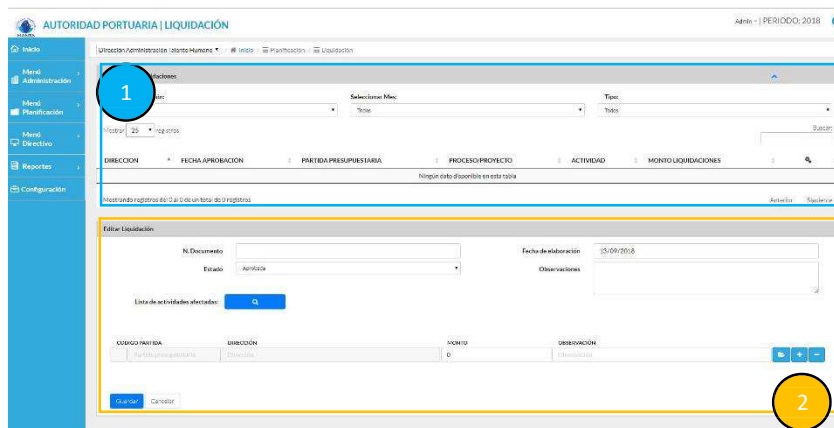 AUTORIDAD PORTUARIA | LIQUIDACIÓN
Admin - | PERIODO: 2018
Inicio
Menú
Administración
Menú
Planificación
Menú
Directivo
Reportes
Configuración
Dirección Administración Talento Humano / Inicio / Planificación / Liquidación
1
Seleccionar Mes:
Tipo:
Todos
Todos
Mostrar 25 registros
Buscar:
DIRECCION FECHA APROBACIÓN PARTIDA PRESUPUESTARIA PROCESO/PROYECTO ACTIVIDAD MONTO LIQUIDACIONES
Ningún dato disponible en esta tabla
Mostrando registros del 0 al 0 de un total de 0 registros
Anterior Siguiente
Editar Liquidación
N. Documento
Fecha de elaboración 13/09/2018
Estado Aprobada
Observaciones
Lista de actividades afectadas:
CODIGO PARTIDA DIRECCIÓN MONTO OBSERVACIÓN
Partida presupuestaria Dirección 0 Observación
Guardar Cancelar
2